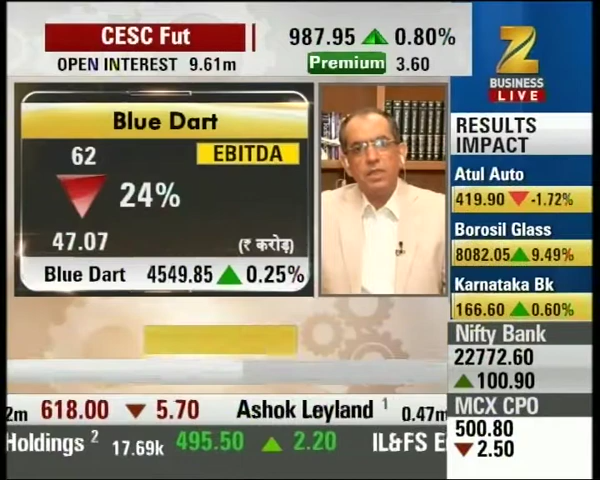 CESC Fut
987.95 0.80%
OPEN INTEREST 9.61m
Premium 3.60
Z
BUSINESS
LIVE
Blue Dart
62
EBITDA
24%
47.07
(₹ करोड़)
Blue Dart 4549.85 0.25%
RESULTS
IMPACT
Atul Auto
419.90 -1.72%
Borosil Glass
8082.05 9.49%
Karnataka Bk
166.60 0.60%
Nifty Bank
22772.60
100.90
MCX CPO
500.80
2.50
2m 618.00 5.70 Ashok Leyland 1 0.47m
Holdings 2 17.69k 495.50 2.20 IL&FS E